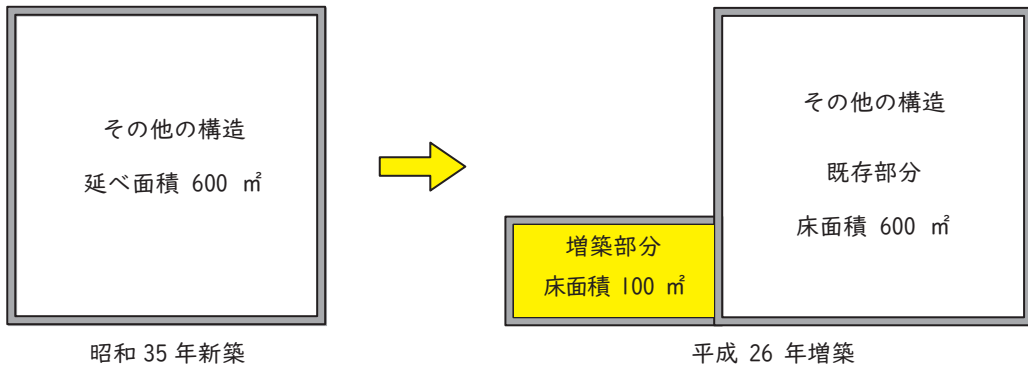 その他の構造
延べ面積 600 ㎡
昭和 35 年新築
増築部分
床面積 100 ㎡
その他の構造
既存部分
床面積 600 ㎡
平成 26 年増築